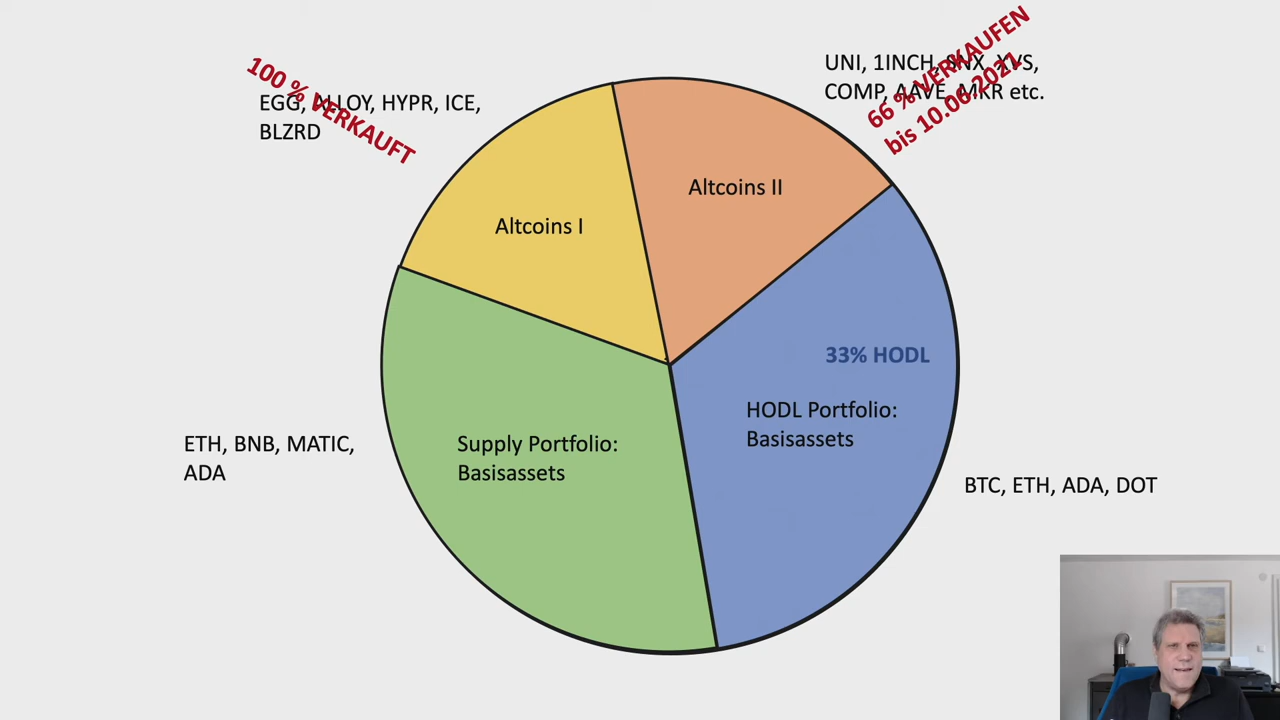 100 % VERKAUFT
EGG, XLLOY, HYPR, ICE,
BLZRD
66 % VERKAUFEN
bis 10.06.2021
UNI, 1INCH, SNX, XVS,
COMP, AAVE, MKR etc.
Altcoins I
Altcoins II
33% HODL
HODL Portfolio:
Basisassets
Supply Portfolio:
Basisassets
ETH, BNB, MATIC,
ADA
BTC, ETH, ADA, DOT